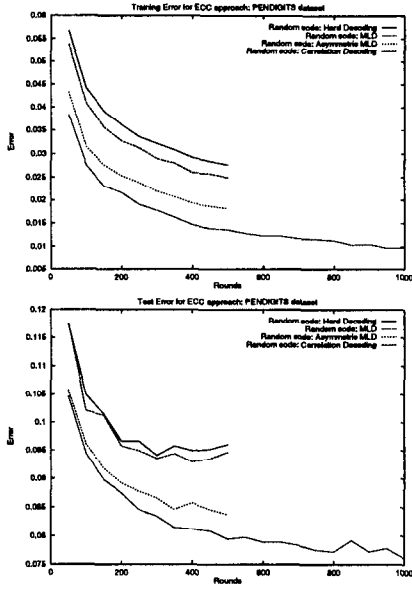 Training Error for ECC approach: PENDIGITS dataset
0.06
Random code: Hard Decoding
Random code: MLD
Random code: Asymmetric MLD
Random code: Correlation Decoding
0.055
0.05
0.045
0.04
0.035
Error
0.03
0.025
0.02
0.015
0.01
0.005
0 200 400 600 800 1000
Rounds
Test Error for ECC approach: PENDIGITS dataset
0.12
Random code: Hard Decoding
Random code: MLD
Random code: Asymmetric MLD
Random code: Correlation Decoding
0.115
0.11
0.105
0.1
Error
0.095
0.09
0.085
0.08
0.075
0 200 400 600 800 1000
Rounds